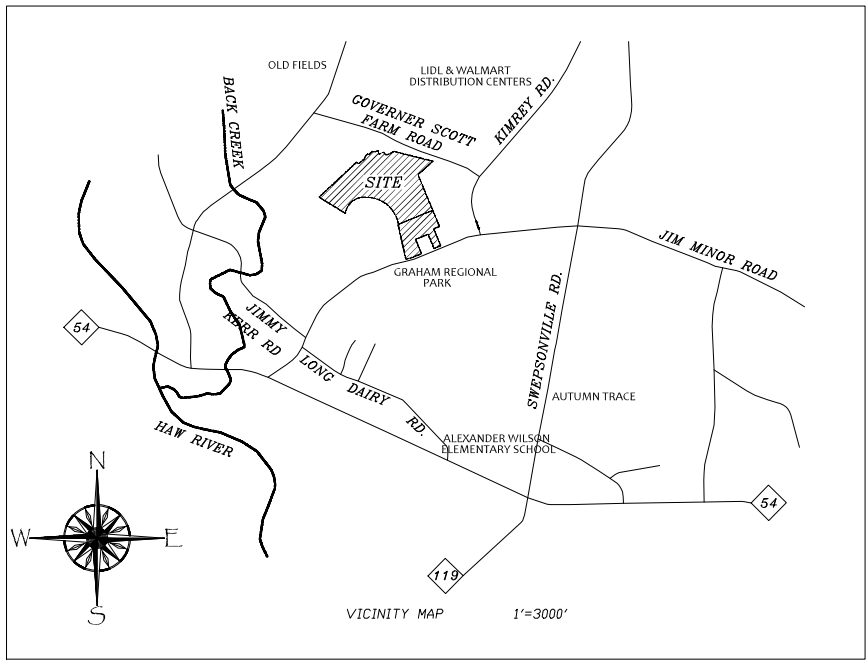 OLD FIELDS
LIDL & WALMART
DISTRIBUTION CENTERS
BACK CREEK
GOVERNER SCOTT
FARM ROAD
KIMREY RD.
SITE
JIM MINOR ROAD
GRAHAM REGIONAL
PARK
SWEPSONVILLE RD.
JIMMY
KERR RD
54
LONG DAIRY RD.
AUTUMN TRACE
HAW RIVER
ALEXANDER WILSON
ELEMENTARY SCHOOL
N
W E
S
54
119
VICINITY MAP 1'=3000'